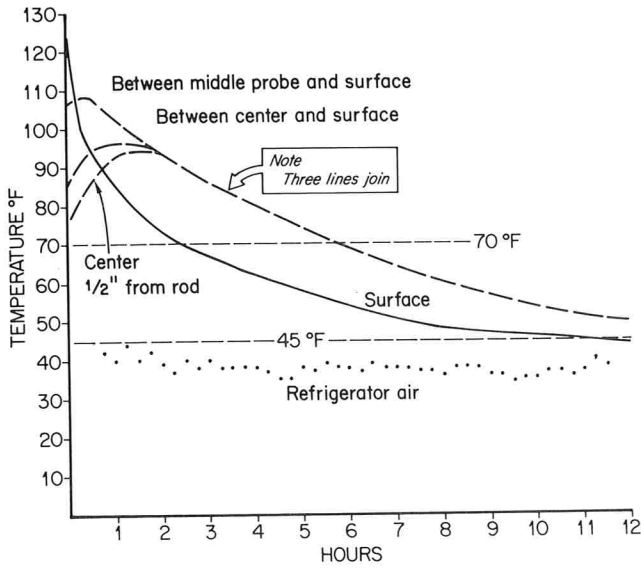 130
120
110
100
90
80
70
60
50
40
30
20
10
TEMPERATURE °F
Between middle probe and surface
Between center and surface
Note
Three lines join
70 °F
Center
1/2" from rod
Surface
45 °F
Refrigerator air
1 2 3 4 5 6 7 8 9 10 11 12
HOURS